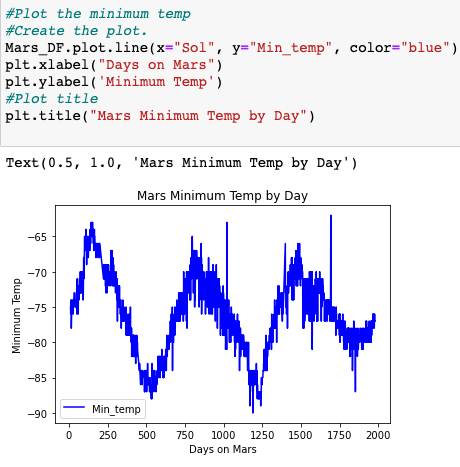 #Plot the minimum temp
#Create the plot.
Mars_DF.plot.line(x="Sol", y="Min_temp", color="blue")
plt.xlabel("Days on Mars")
plt.ylabel('Minimum Temp')
#Plot title
plt.title("Mars Minimum Temp by Day")
Text(0.5, 1.0, 'Mars Minimum Temp by Day')
Mars Minimum Temp by Day
Minimum Temp
−65
−70
−75
−80
−85
−90
Min_temp
0 250 500 750 1000 1250 1500 1750 2000
Days on Mars